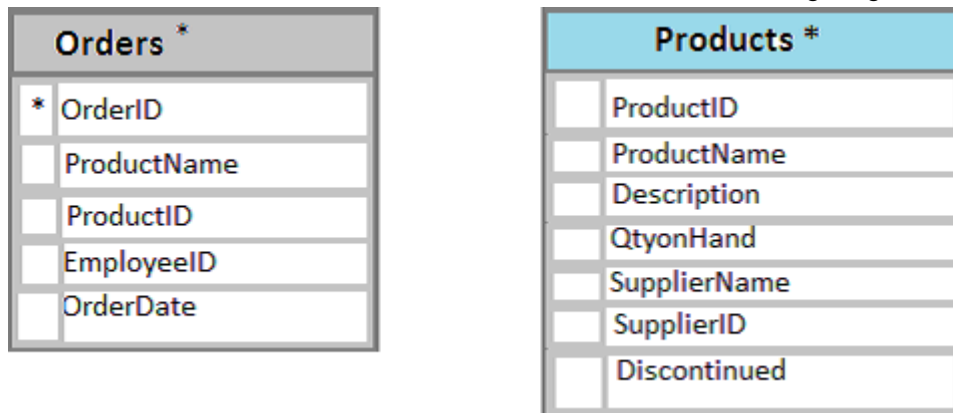 Orders *
* OrderID
ProductName
ProductID
EmployeeID
OrderDate
Products *
ProductID
ProductName
Description
QtyonHand
SupplierName
SupplierID
Discontinued